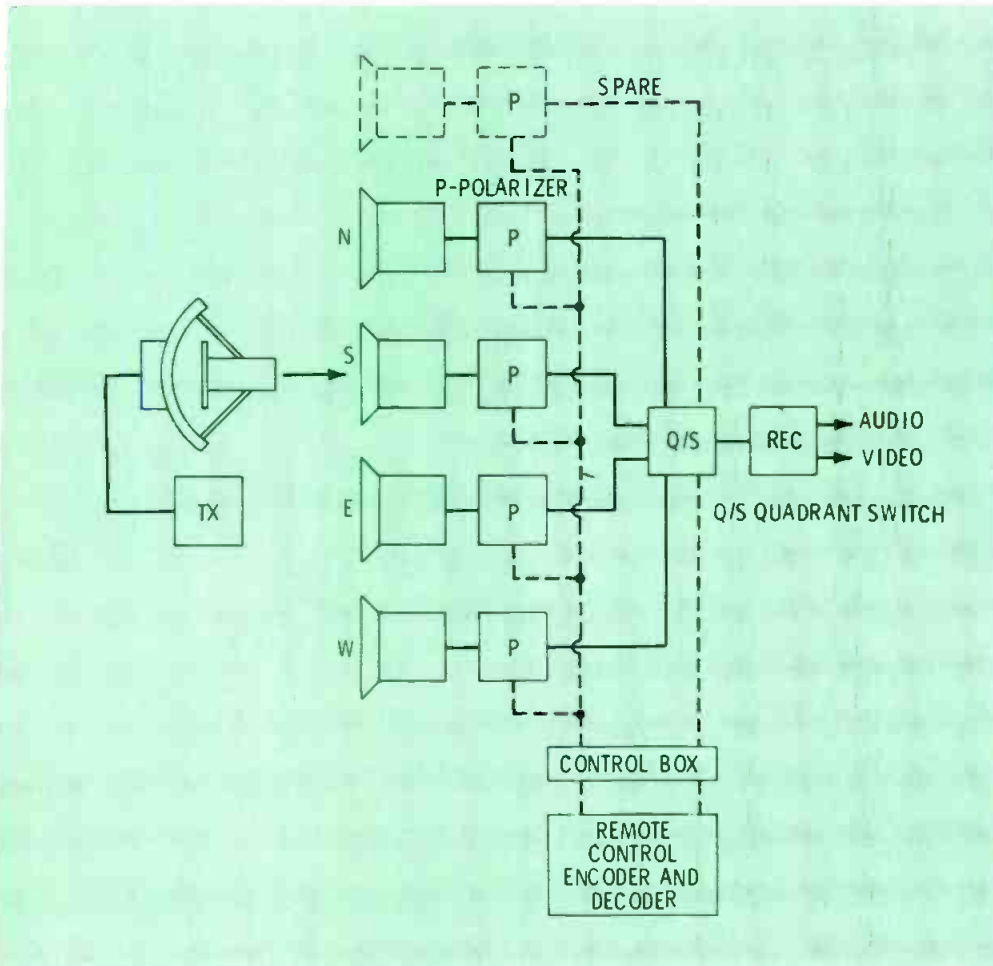 SPARE
P
P-POLARIZER
N
P
S
P
Q/S
REC
AUDIO
VIDEO
E
P
TX
Q/S QUADRANT SWITCH
W
P
CONTROL BOX
REMOTE
CONTROL
ENCODER AND
DECODER